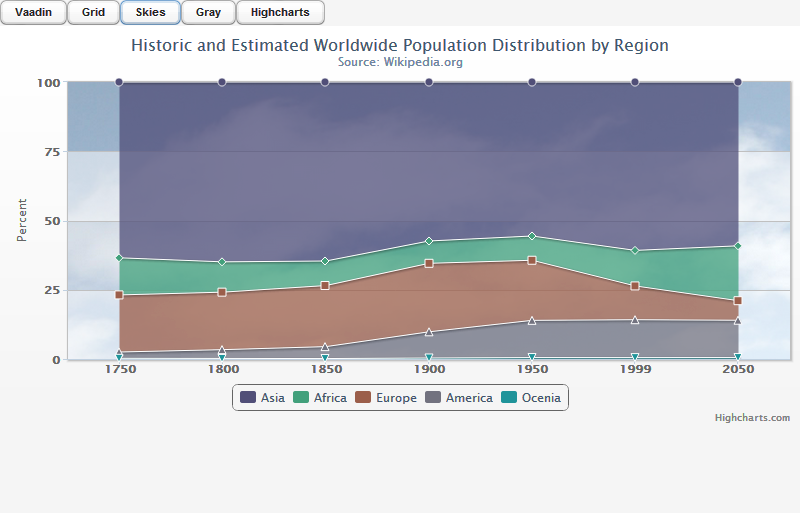 Vaadin Grid Skies Gray Highcharts
Historic and Estimated Worldwide Population Distribution by Region
Source: Wikipedia.org
100
75
50
25
0
Percent
1750 1800 1850 1900 1950 1999 2050
Asia Africa Europe America Ocenia
Highcharts.com